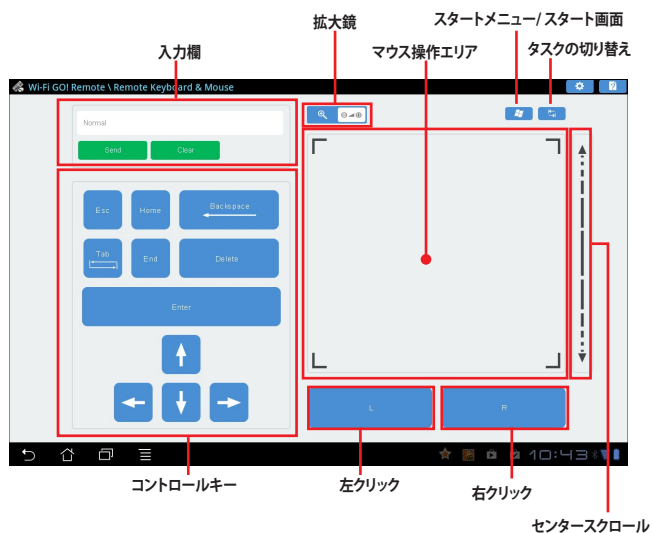 拡大鏡
スタートメニュー/ スタート画面
入力欄
マウス操作エリア
タスクの切り替え
Wi-Fi GO! Remote \ Remote Keyboard & Mouse
Normal
Send
Clear
Esc
Home
Backspace
Tab
End
Delete
Enter
L
R
10:43
コントロールキー
左クリック
右クリック
センタースクロール